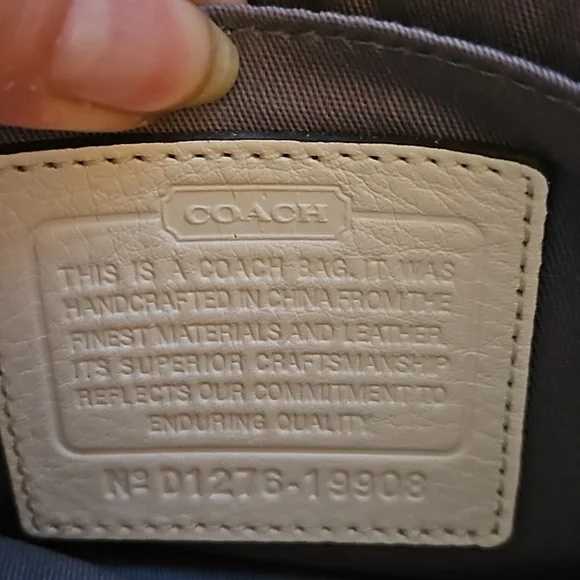 COACH
THIS IS A COACH BAG. IT WAS
HANDCRAFTED IN CHINA FROM THE
FINEST MATERIALS AND LEATHER.
ITS SUPERIOR CRAFTSMANSHIP
REFLECTS OUR COMMITMENT TO
ENDURING QUALITY
Nº D1276-19908